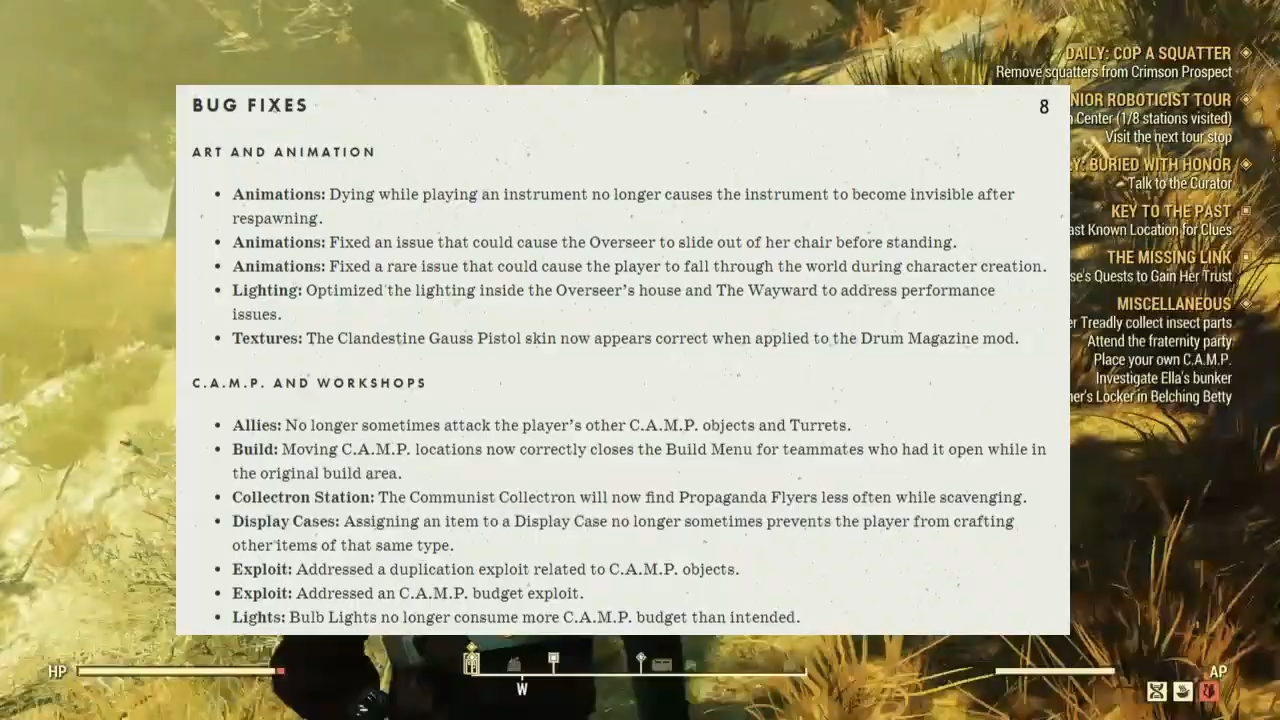 BUG FIXES
8
ART AND ANIMATION
• Animations: Dying while playing an instrument no longer causes the instrument to become invisible after
respawning.
• Animations: Fixed an issue that could cause the Overseer to slide out of her chair before standing.
• Animations: Fixed a rare issue that could cause the player to fall through the world during character creation.
• Lighting: Optimized the lighting inside the Overseer's house and The Wayward to address performance
issues.
• Textures: The Clandestine Gauss Pistol skin now appears correct when applied to the Drum Magazine mod.
C.A.M.P. AND WORKSHOPS
• Allies: No longer sometimes attack the player's other C.A.M.P. objects and Turrets.
• Build: Moving C.A.M.P. locations now correctly closes the Build Menu for teammates who had it open while in
the original build area.
• Collectron Station: The Communist Collectron will now find Propaganda Flyers less often while scavenging.
• Display Cases: Assigning an item to a Display Case no longer sometimes prevents the player from crafting
other items of that same type.
• Exploit: Addressed a duplication exploit related to C.A.M.P. objects.
• Exploit: Addressed an C.A.M.P. budget exploit.
• Lights: Bulb Lights no longer consume more C.A.M.P. budget than intended.
DAILY: COP A SQUATTER
Remove squatters from Crimson Prospect
ROBOTICIST TOUR
Center (1/8 stations visited)
Visit the next tour stop
BURIED WITH HONOR
Talk to the Curator
KEY TO THE PAST
Known Location for Clues
THE MISSING LINK
Quests to Gain Her Trust
MISCELLANEOUS
Treadly collect insect parts
Attend the fraternity party
Place your own C.A.M.P.
Investigate Ella's bunker
Locker in Belching Betty
HP
W
AP